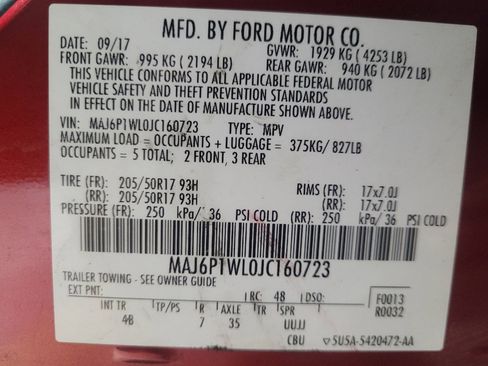 MFD. BY FORD MOTOR CO.
DATE: 09/17 GVWR: 1929 KG ( 4253 LB)
FRONT GAWR: 995 KG ( 2194 LB) REAR GAWR: 940 KG ( 2072 LB)
THIS VEHICLE CONFORMS TO ALL APPLICABLE FEDERAL MOTOR
VEHICLE SAFETY AND THEFT PREVENTION STANDARDS
IN EFFECT ON THE DATE OF MANUFACTURE SHOWN ABOVE.
VIN: MAJ6P1WL0JC160723 TYPE: MPV
MAXIMUM LOAD = OCCUPANTS + LUGGAGE = 375KG/ 827LB
OCCUPANTS = 5 TOTAL; 2 FRONT, 3 REAR
TIRE (FR): 205/50R17 93H RIMS (FR): 17x7.0J
(RR): 205/50R17 93H (RR): 17x7.0J
PRESSURE (FR): 250 kPa/ 36 PSI COLD (RR): 250 kPa/ 36 PSI COLD
MAJ6P1WL0JC160723
TRAILER TOWING - SEE OWNER GUIDE
EXT PNT: RC: 48 DSO: F0013
R0032
INT TR TP/PS R AXLE TR SPR
4B 7 35 UUJJ
CBU 5U5A-5420472-AA